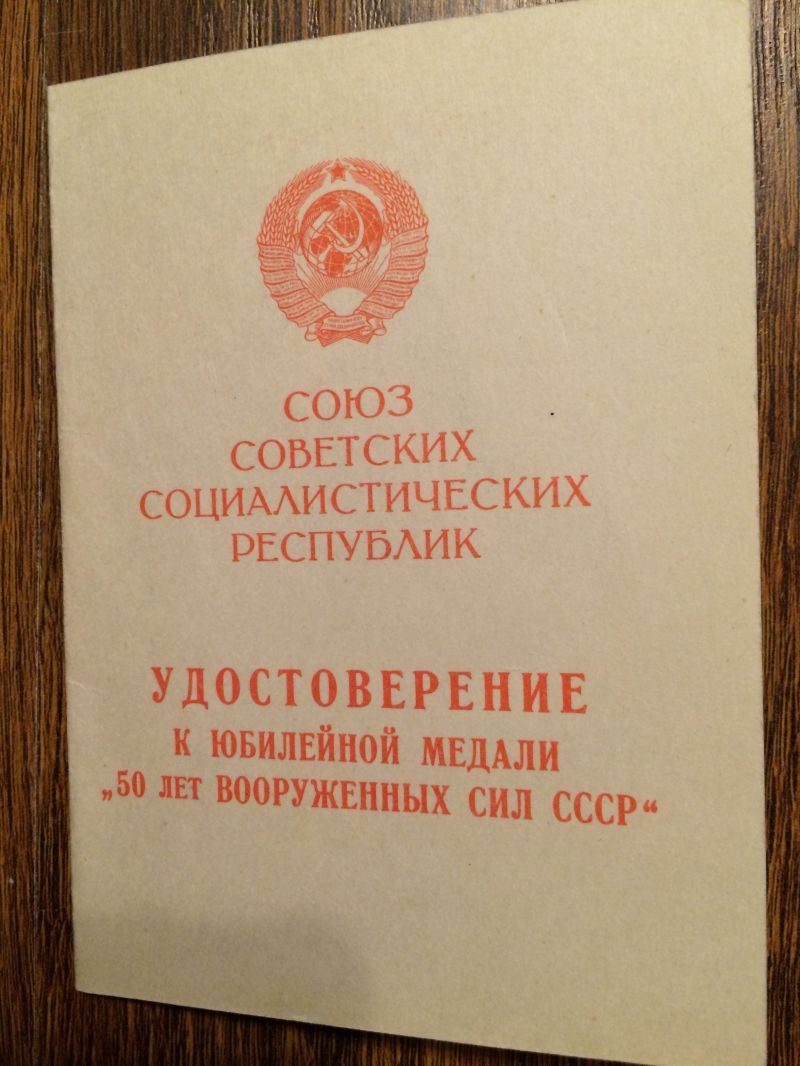 СОЮЗ
СОВЕТСКИХ
СОЦИАЛИСТИЧЕСКИХ
РЕСПУБЛИК
УДОСТОВЕРЕНИЕ
К ЮБИЛЕЙНОЙ МЕДАЛИ
„50 ЛЕТ ВООРУЖЕННЫХ СИЛ СССР“